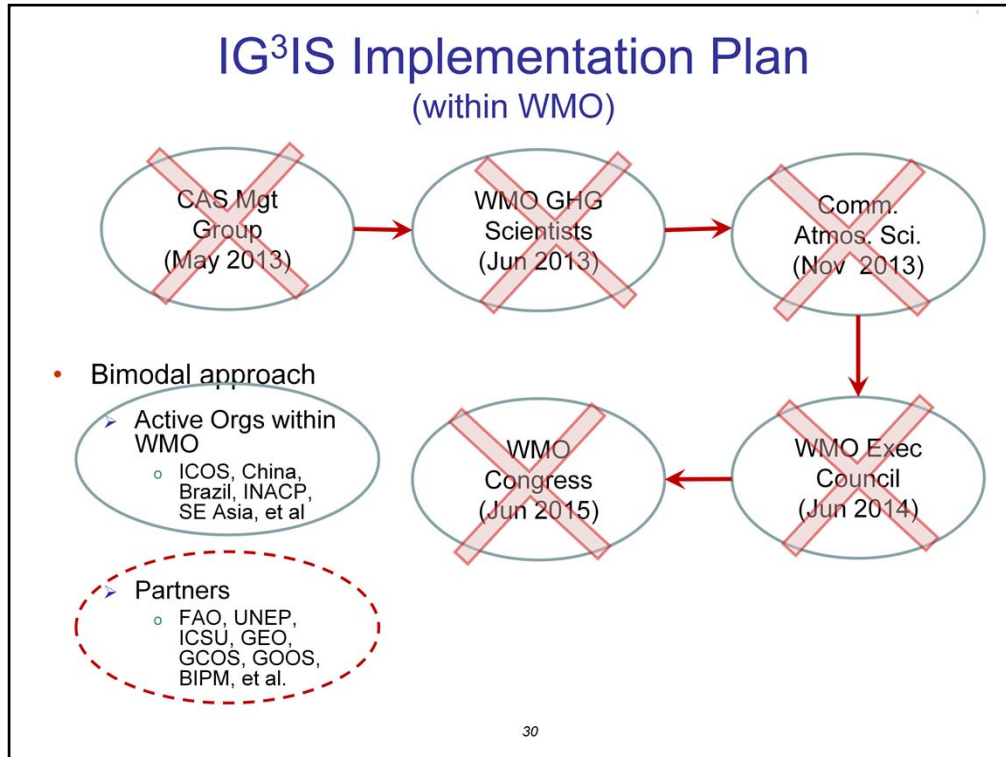 IG³IS Implementation Plan
(within WMO)
CAS Mgt
Group
(May 2013)
WMO GHG
Scientists
(Jun 2013)
Comm.
Atmos. Sci.
(Nov 2013)
• Bimodal approach
➢ Active Orgs within
WMO
o ICOS, China,
Brazil, INACP,
SE Asia, et al
WMO
Congress
(Jun 2015)
WMO Exec
Council
(Jun 2014)
➢ Partners
o FAO, UNEP,
ICSU, GEO,
GCOS, GOOS,
BIPM, et al.
30